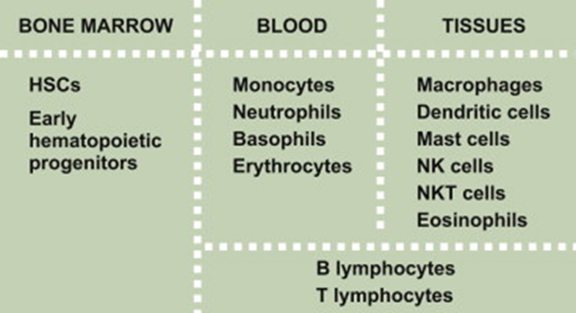 BONE MARROW
BLOOD
TISSUES
HSCs
Early
hematopoietic
progenitors
Monocytes
Neutrophils
Basophils
Erythrocytes
Macrophages
Dendritic cells
Mast cells
NK cells
NKT cells
Eosinophils
B lymphocytes
T lymphocytes